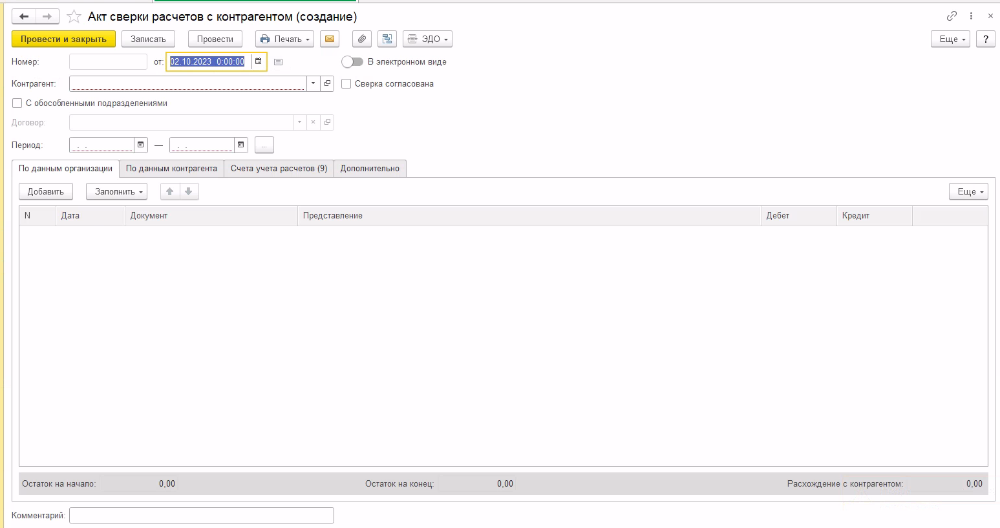 Акт сверки расчетов с контрагентом (создание)
Провести и закрыть Записать Провести Печать ЭДО Еще ?
Номер: от: 02.10.2023 0:00:00 В электронном виде
Контрагент: Сверка согласована
С обособленными подразделениями
Договор:
Период: . . — . . ...
По данным организации По данным контрагента Счета учета расчетов (9) Дополнительно
Добавить Заполнить Еще
N Дата Документ Представление Дебет Кредит
Остаток на начало: 0,00 Остаток на конец: 0,00 Расхождение с контрагентом: 0,00
Комментарий: